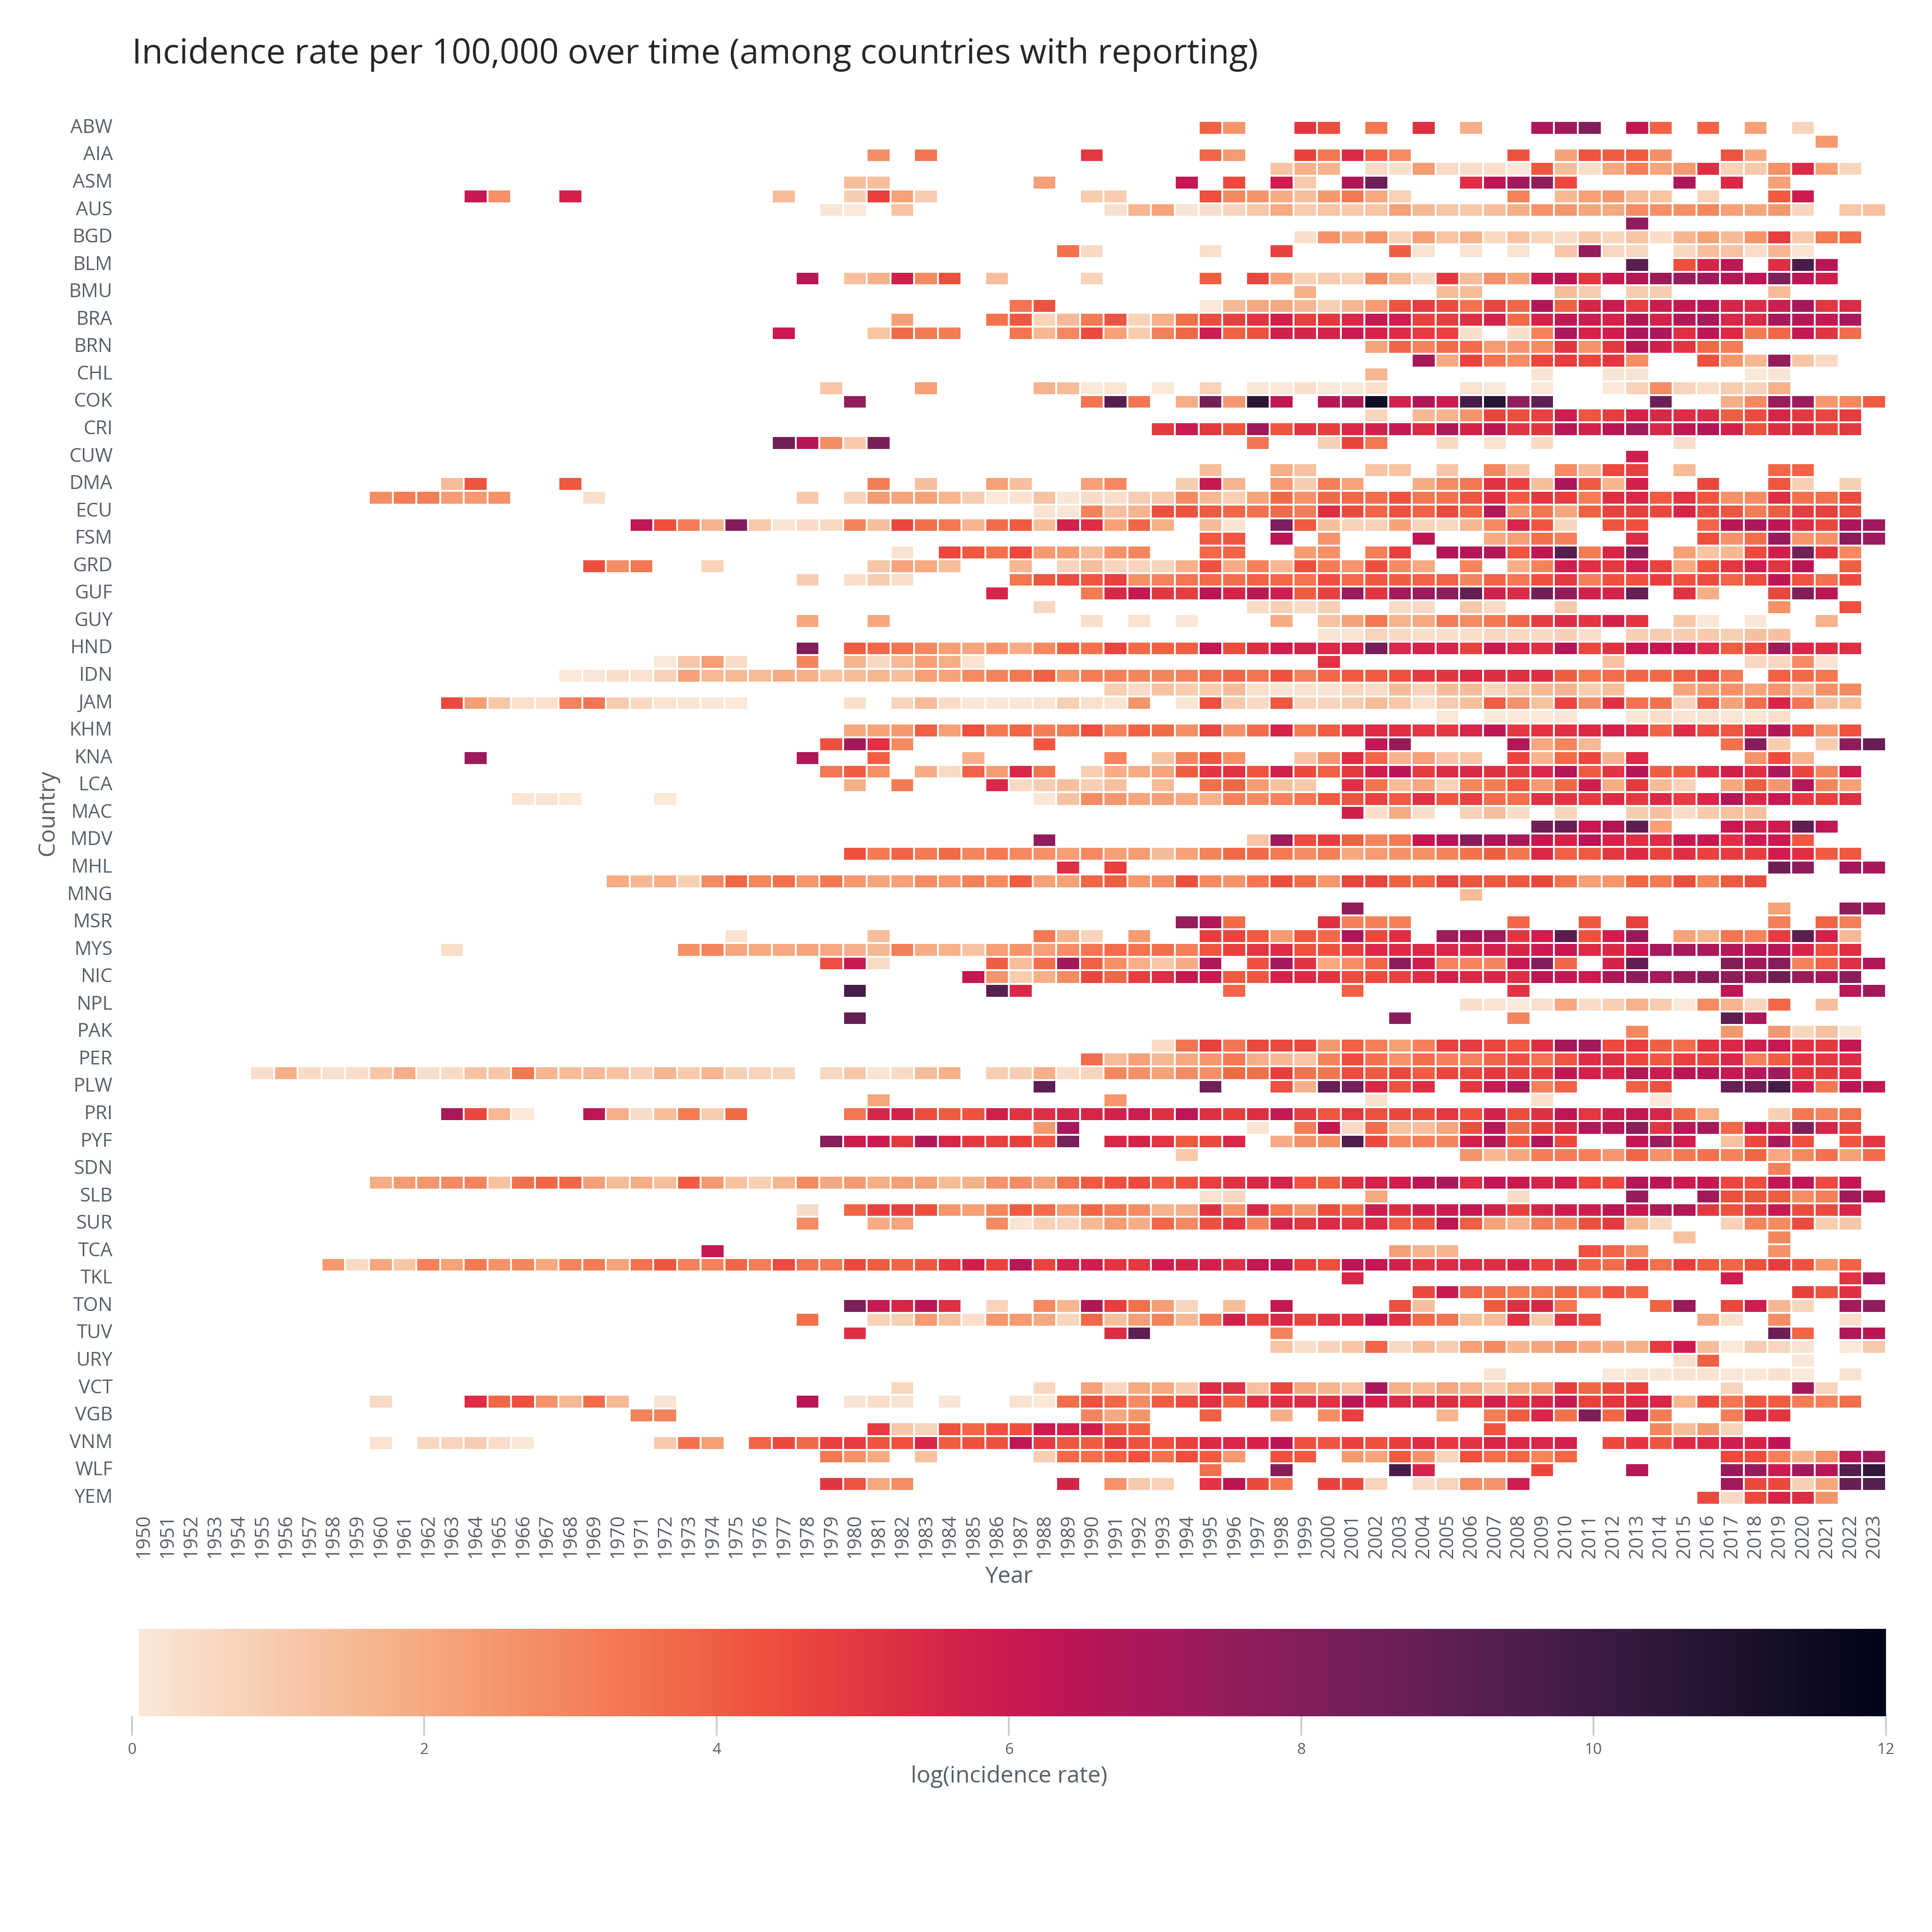 Incidence rate per 100,000 over time (among countries with reporting)
ABW
AIA
ASM
AUS
BGD
BLM
BMU
BRA
BRN
CHL
COK
CRI
CUW
DMA
ECU
FSM
GRD
GUF
GUY
HND
IDN
JAM
KHM
KNA
LCA
MAC
MDV
MHL
MNG
MSR
MYS
NIC
NPL
PAK
PER
PLW
PRI
PYF
SDN
SLB
SUR
TCA
TKL
TON
TUV
URY
VCT
VGB
VNM
WLF
YEM
Country
1950 1951 1952 1953 1954 1955 1956 1957 1958 1959 1960 1961 1962 1963 1964 1965 1966 1967 1968 1969 1970 1971 1972 1973 1974 1975 1976 1977 1978 1979 1980 1981 1982 1983 1984 1985 1986 1987 1988 1989 1990 1991 1992 1993 1994 1995 1996 1997 1998 1999 2000 2001 2002 2003 2004 2005 2006 2007 2008 2009 2010 2011 2012 2013 2014 2015 2016 2017 2018 2019 2020 2021 2022 2023
Year
0 2 4 6 8 10 12
log(incidence rate)